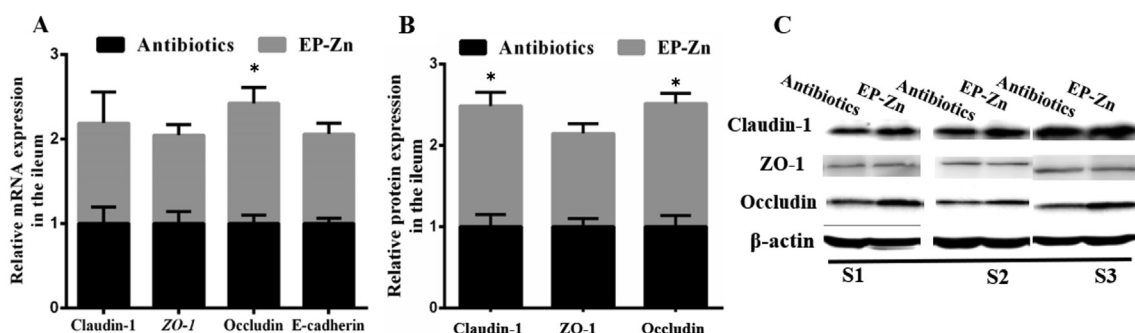 A
Antibiotics EP-Zn
Relative mRNA expression
in the ileum
3
2
1
0
*
Claudin-1 ZO-1 Occludin E-cadherin
B
Antibiotics EP-Zn
Relative protein expression
in the ileum
3
2
1
0
* *
Claudin-1 ZO-1 Occludin
C
Antibiotics EP-Zn Antibiotics EP-Zn Antibiotics EP-Zn
Claudin-1
ZO-1
Occludin
β-actin
S1 S2 S3